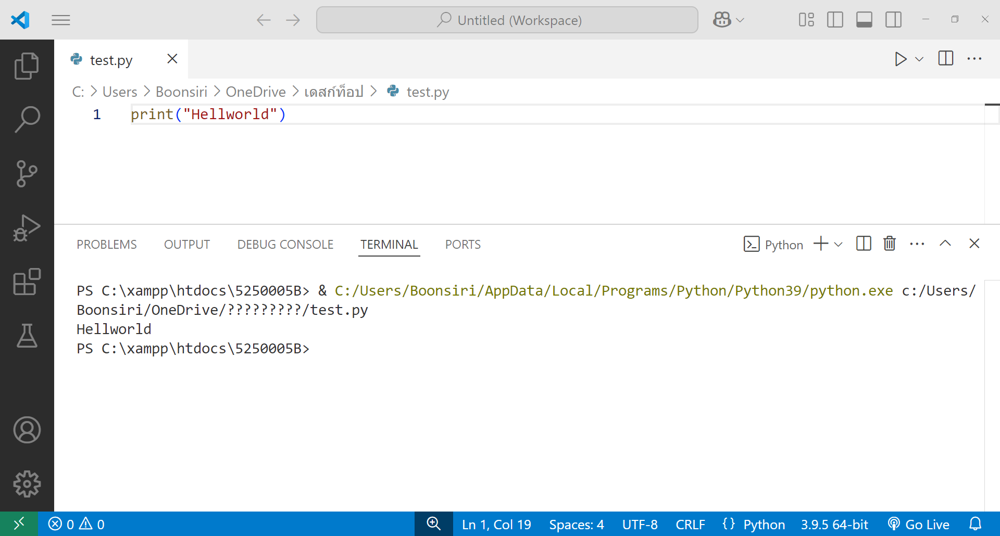 Untitled (Workspace)
test.py
C: > Users > Boonsiri > OneDrive > เดสก์ท็อป > test.py
1 print("Hellworld")
PROBLEMS OUTPUT DEBUG CONSOLE TERMINAL PORTS Python
PS C:\xampp\htdocs\5250005B> & C:/Users/Boonsiri/AppData/Local/Programs/Python/Python39/python.exe c:/Users/
Boonsiri/OneDrive/?????????/test.py
Hellworld
PS C:\xampp\htdocs\5250005B>
0 0 Ln 1, Col 19 Spaces: 4 UTF-8 CRLF {} Python 3.9.5 64-bit Go Live